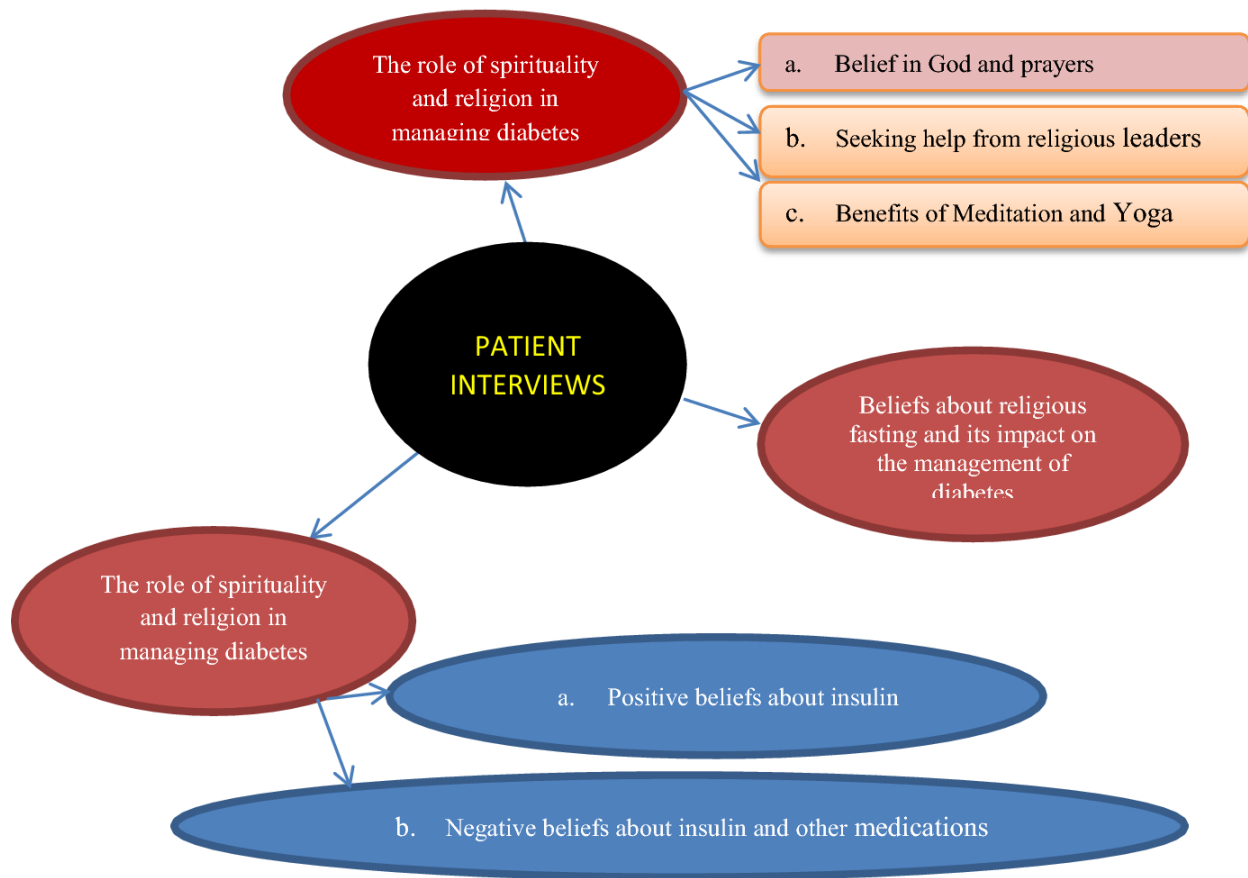 The role of spirituality
and religion in
managing diabetes
a. Belief in God and prayers
b. Seeking help from religious leaders
c. Benefits of Meditation and Yoga
PATIENT
INTERVIEWS
Beliefs about religious
fasting and its impact on
the management of
diabetes
The role of spirituality
and religion in
managing diabetes
a. Positive beliefs about insulin
b. Negative beliefs about insulin and other medications